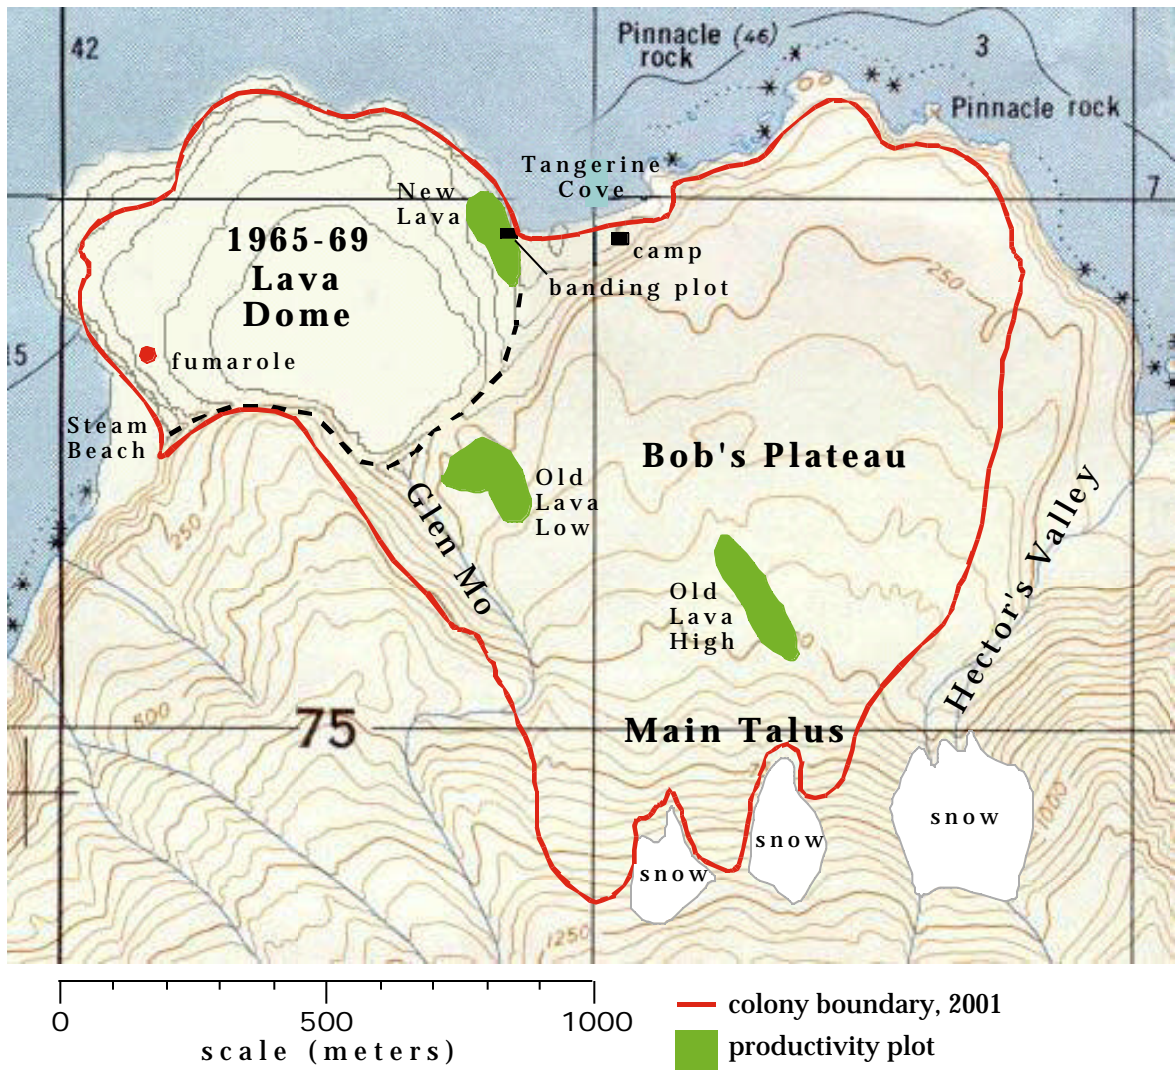 42
Pinnacle (46)
rock
3
Pinnacle rock
Tangerine
Cove
7
New
Lava
1965-69
Lava
Dome
camp
250
banding plot
15
fumarole
Steam
Beach
Bob's Plateau
Old
Lava
Low
Glen Mo
250
Hector's Valley
Old
Lava
High
500
75
Main Talus
snow
snow
snow
1000
1250
0
500
1000
scale (meters)
colony boundary, 2001
productivity plot